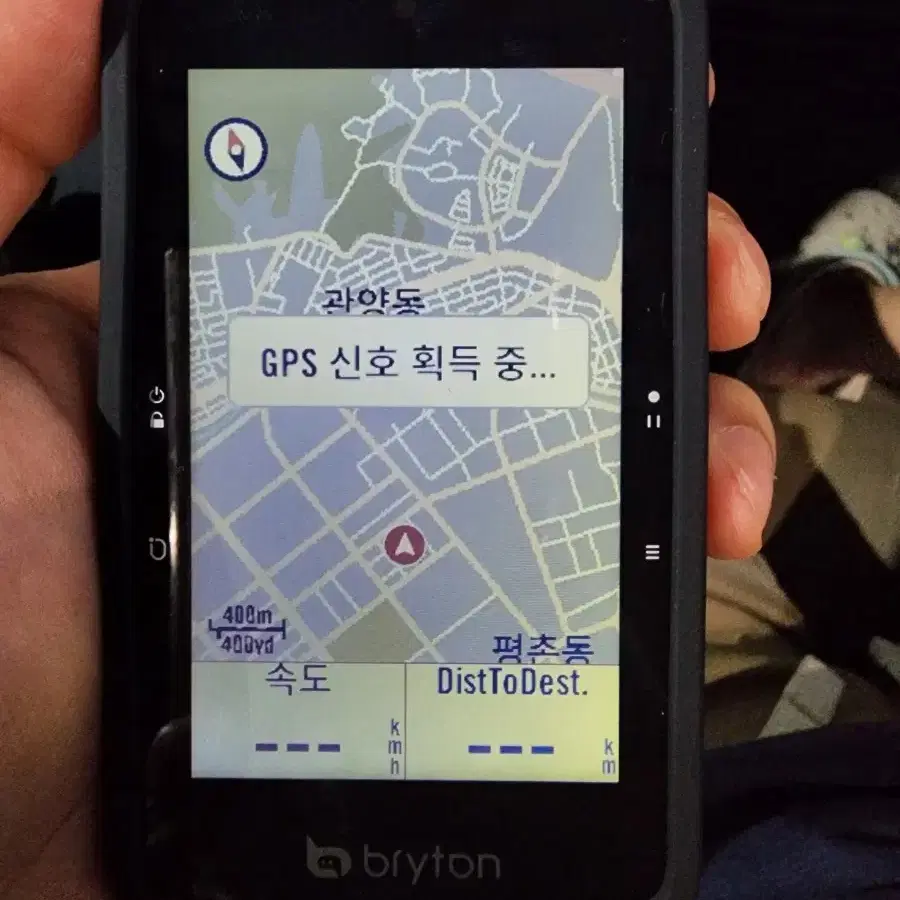 관양동
GPS 신호 획득 중...
400m
400yd
평촌동
속도
DistToDest.
--- kmh
--- km
bryton